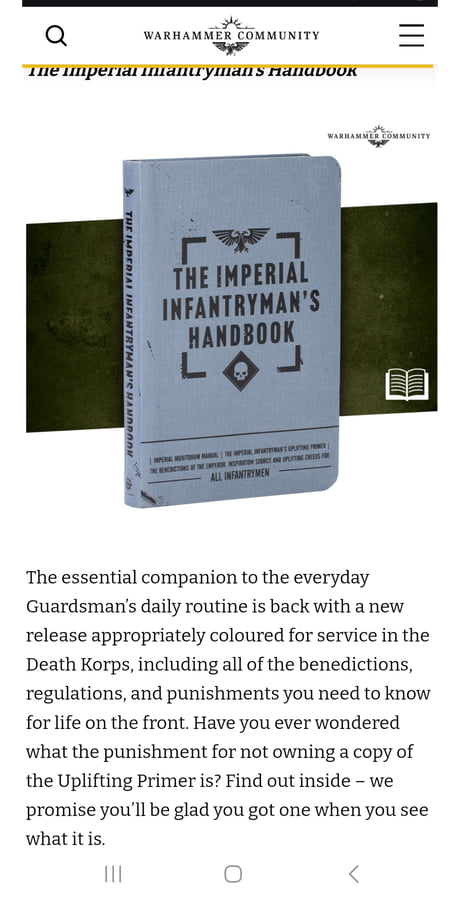 WARHAMMER COMMUNITY
The Imperial Infantryman's Handbook
WARHAMMER COMMUNITY
THE IMPERIAL INFANTRYMAN'S HANDBOOK
THE IMPERIAL
INFANTRYMAN'S
HANDBOOK
| IMPERIAL MUNITORUM MANUAL | THE IMPERIAL INFANTRYMAN'S UPLIFTING PRIMER |
THE BENEDICTIONS OF THE EMPEROR, INSPIRATION SOURCE AND UPLIFTING CREEDS FOR
ALL INFANTRYMEN
The essential companion to the everyday
Guardsman’s daily routine is back with a new
release appropriately coloured for service in the
Death Korps, including all of the benedictions,
regulations, and punishments you need to know
for life on the front. Have you ever wondered
what the punishment for not owning a copy of
the Uplifting Primer is? Find out inside – we
promise you’ll be glad you got one when you see
what it is.